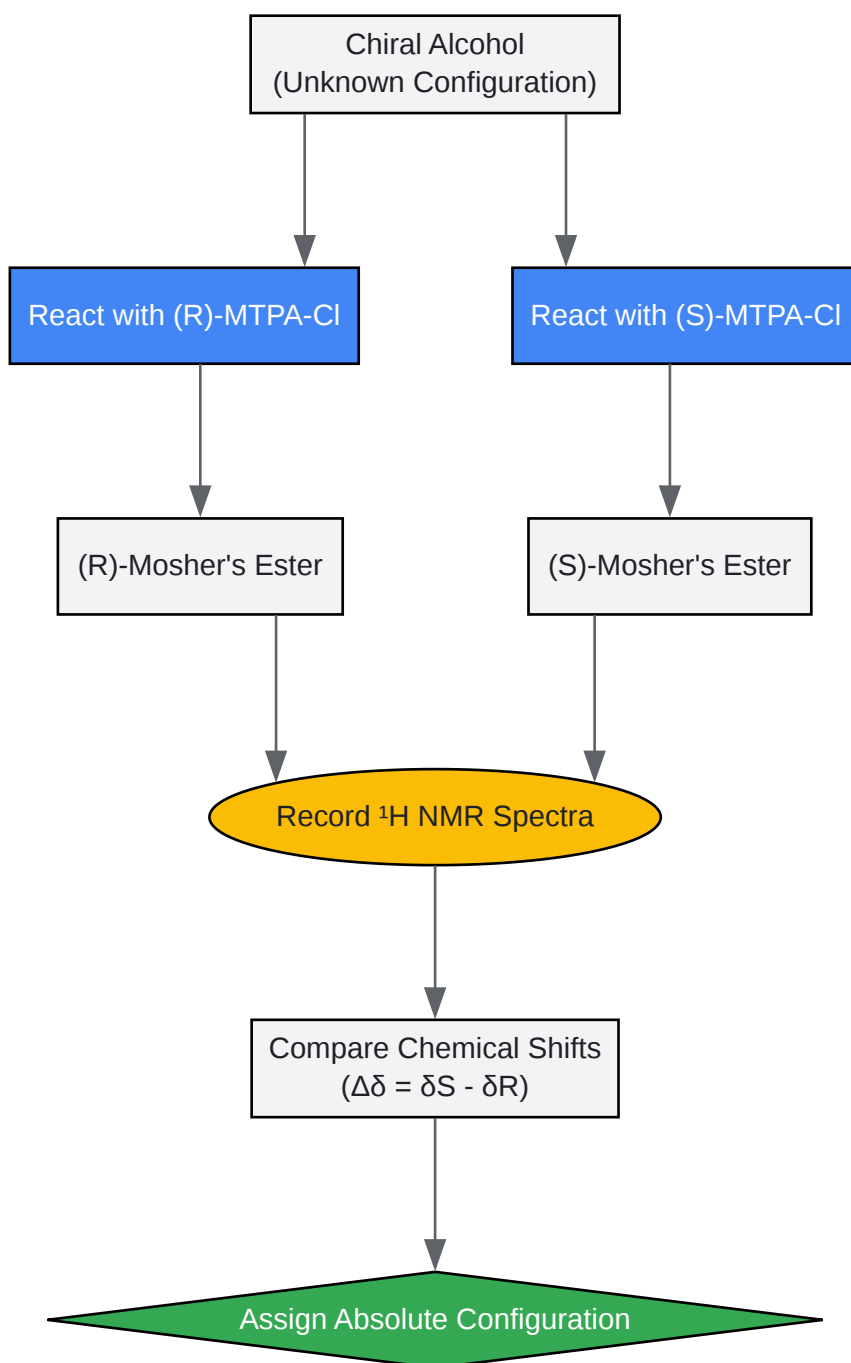 Chiral Alcohol
(Unknown Configuration)
React with (R)-MTPA-Cl
React with (S)-MTPA-Cl
(R)-Mosher's Ester
(S)-Mosher's Ester
Record ¹H NMR Spectra
Compare Chemical Shifts
(Δδ = δS - δR)
Assign Absolute Configuration